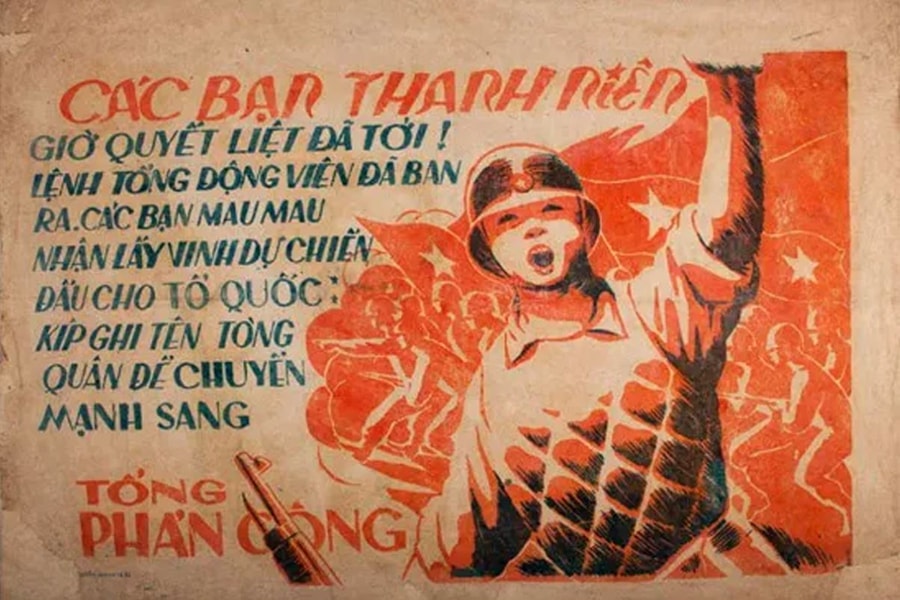 CÁC BẠN THANH NIÊN
GIỜ QUYẾT LIỆT ĐÃ TỚI !
LỆNH TỔNG ĐỘNG VIÊN ĐÃ BAN
RA. CÁC BẠN MAU MAU
NHẬN LẤY VINH DỰ CHIẾN
ĐẤU CHO TỔ QUỐC :
KÍP GHI TÊN TÒNG
QUÂN ĐỂ CHUYỂN
MẠNH SANG
TỔNG
PHẢN CÔNG